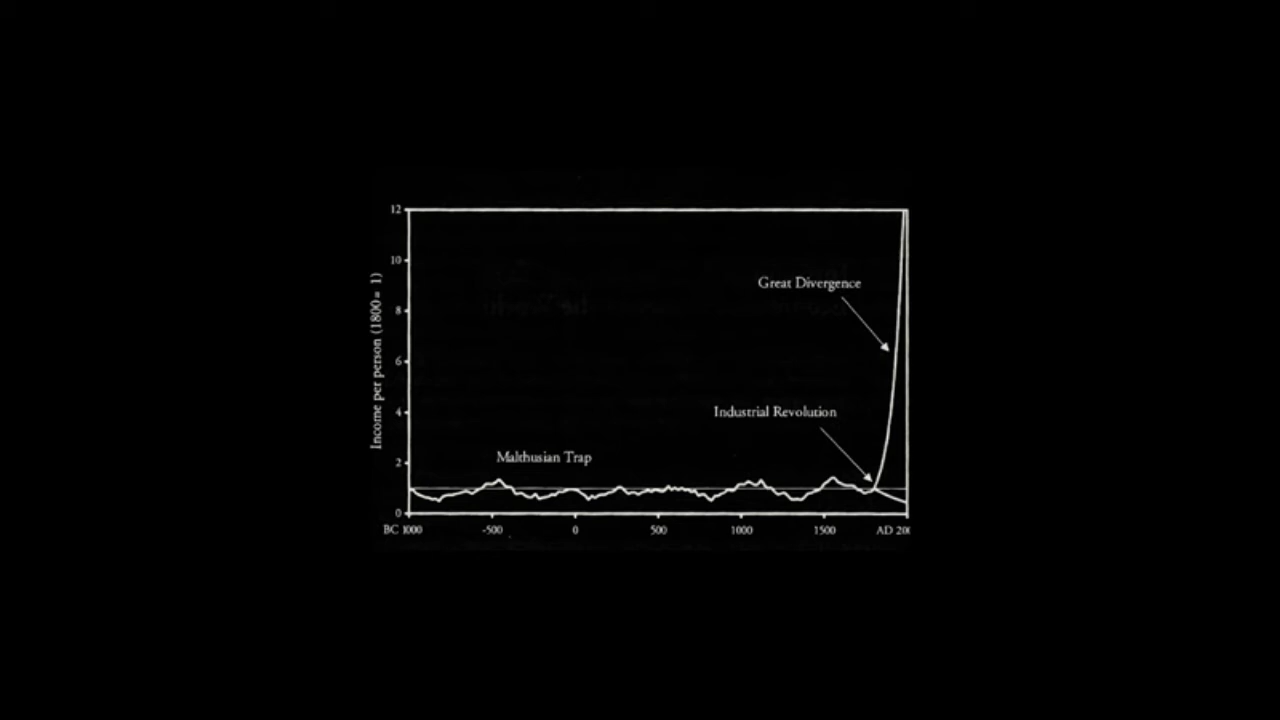 12
10
8
6
4
2
0
Income per person (1800= 1)
Great Divergence
Industrial Revolution
Malthusian Trap
BC 1000
-500
0
500
1000
1500
AD 200